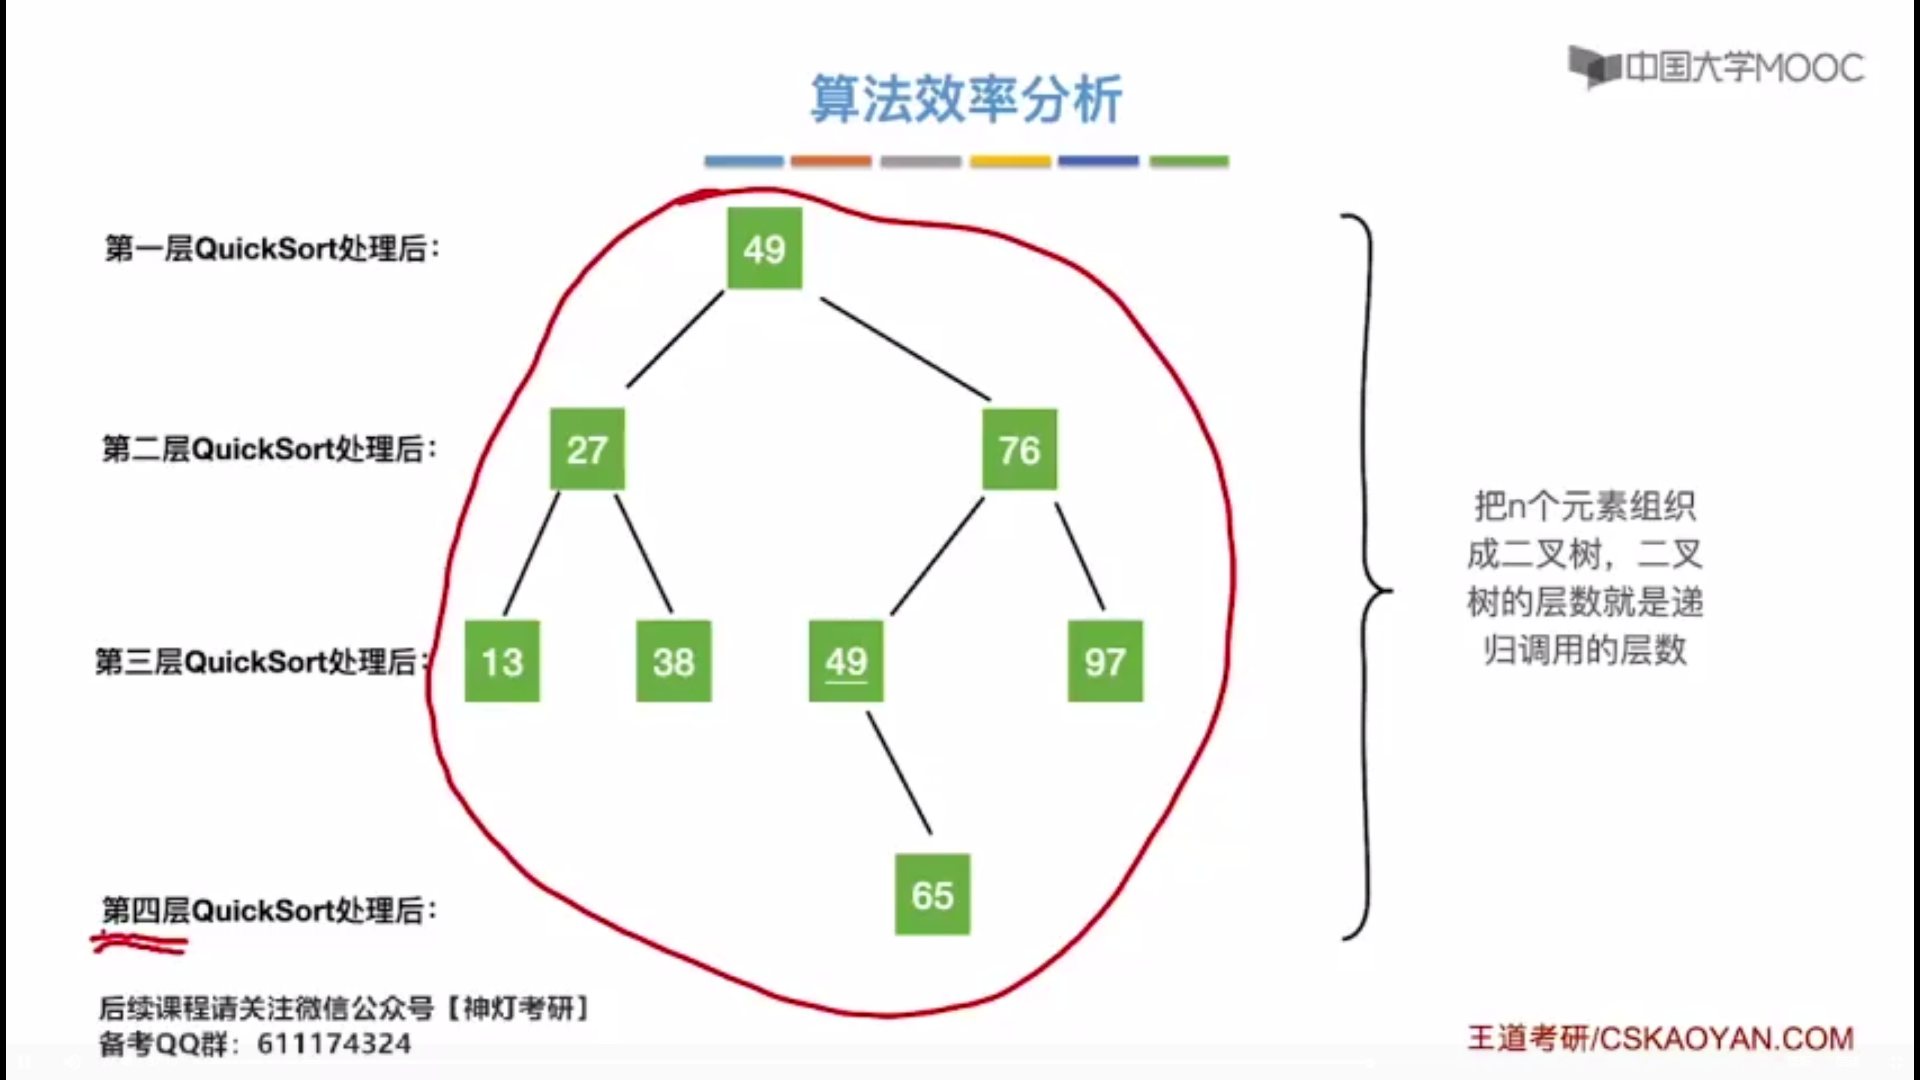 中国大学MOOC
算法效率分析
第一层QuickSort处理后：
49
第二层QuickSort处理后：
27
76
把n个元素组织
成二叉树，二叉
树的层数就是递
归调用的层数
第三层QuickSort处理后：
13
38
49
97
第四层QuickSort处理后：
65
后续课程请关注微信公众号【神灯考研】
备考QQ群：611174324
王道考研/CSKAOYAN.COM